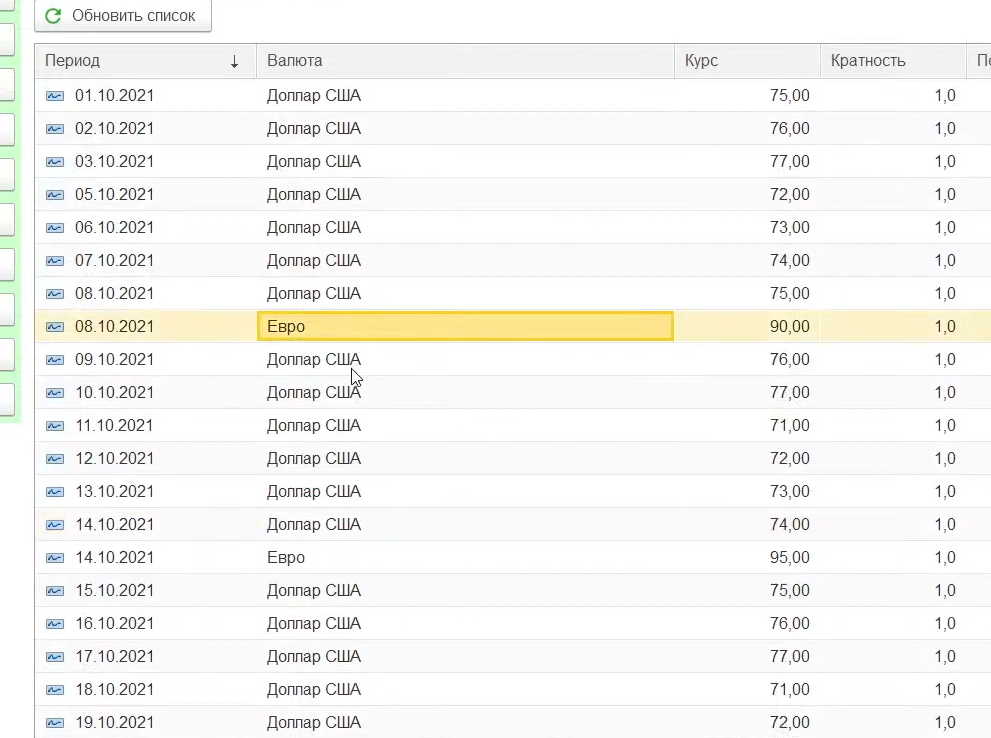 Обновить список
Период ↓ Валюта Курс Кратность
01.10.2021 Доллар США 75,00 1,0
02.10.2021 Доллар США 76,00 1,0
03.10.2021 Доллар США 77,00 1,0
05.10.2021 Доллар США 72,00 1,0
06.10.2021 Доллар США 73,00 1,0
07.10.2021 Доллар США 74,00 1,0
08.10.2021 Доллар США 75,00 1,0
08.10.2021 Евро 90,00 1,0
09.10.2021 Доллар США 76,00 1,0
10.10.2021 Доллар США 77,00 1,0
11.10.2021 Доллар США 71,00 1,0
12.10.2021 Доллар США 72,00 1,0
13.10.2021 Доллар США 73,00 1,0
14.10.2021 Доллар США 74,00 1,0
14.10.2021 Евро 95,00 1,0
15.10.2021 Доллар США 75,00 1,0
16.10.2021 Доллар США 76,00 1,0
17.10.2021 Доллар США 77,00 1,0
18.10.2021 Доллар США 71,00 1,0
19.10.2021 Доллар США 72,00 1,0